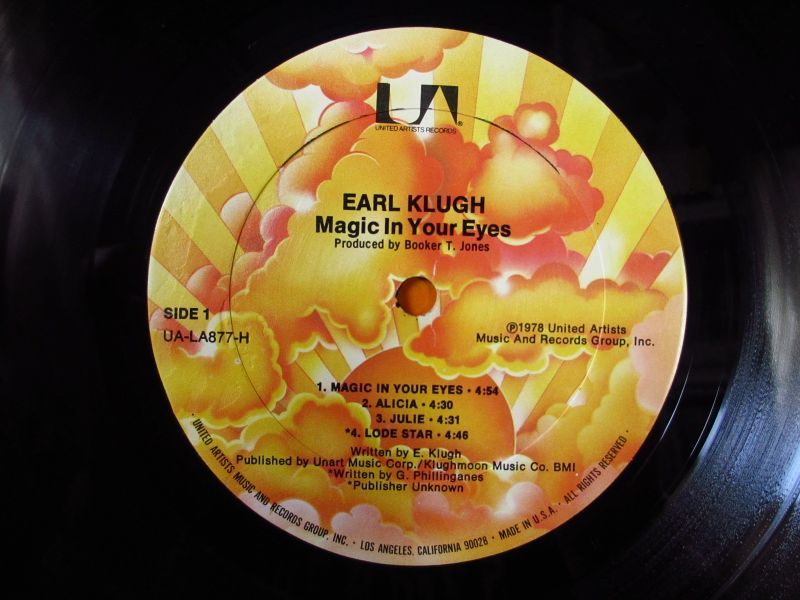 UA®
UNITED ARTISTS RECORDS
EARL KLUGH
Magic In Your Eyes
Produced by Booker T. Jones
SIDE 1
UA-LA877-H
℗1978 United Artists
Music And Records Group, Inc.
1. MAGIC IN YOUR EYES • 4:54
2. ALICIA • 4:30
3. JULIE • 4:31
*4. LODE STAR • 4:46
Written by E. Klugh
Published by Unart Music Corp./Klughmoon Music Co. BMI
*Written by G. Phillinganes
*Publisher Unknown
• UNITED ARTISTS MUSIC AND RECORDS GROUP, INC. • LOS ANGELES, CALIFORNIA 90028 • MADE IN U.S.A. • ALL RIGHTS RESERVED •